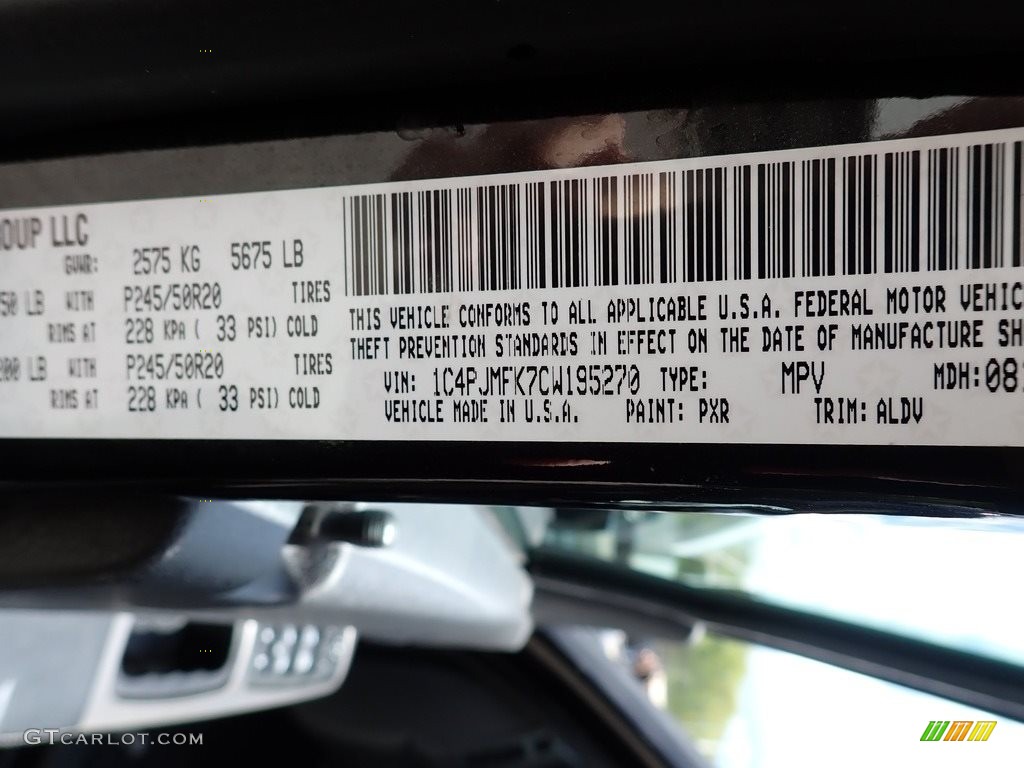 GROUP LLC
GVWR: 2575 KG 5675 LB
50 LB WITH P245/50R20 TIRES
RIMS AT 228 KPA ( 33 PSI) COLD
200 LB WITH P245/50R20 TIRES
RIMS AT 228 KPA ( 33 PSI) COLD
THIS VEHICLE CONFORMS TO ALL APPLICABLE U.S.A. FEDERAL MOTOR VEHIC
THEFT PREVENTION STANDARDS IN EFFECT ON THE DATE OF MANUFACTURE SH
VIN: 1C4PJMFK7CW195270 TYPE: MPV MDH:08
VEHICLE MADE IN U.S.A. PAINT: PXR TRIM: ALDV
GTCARLOT.COM